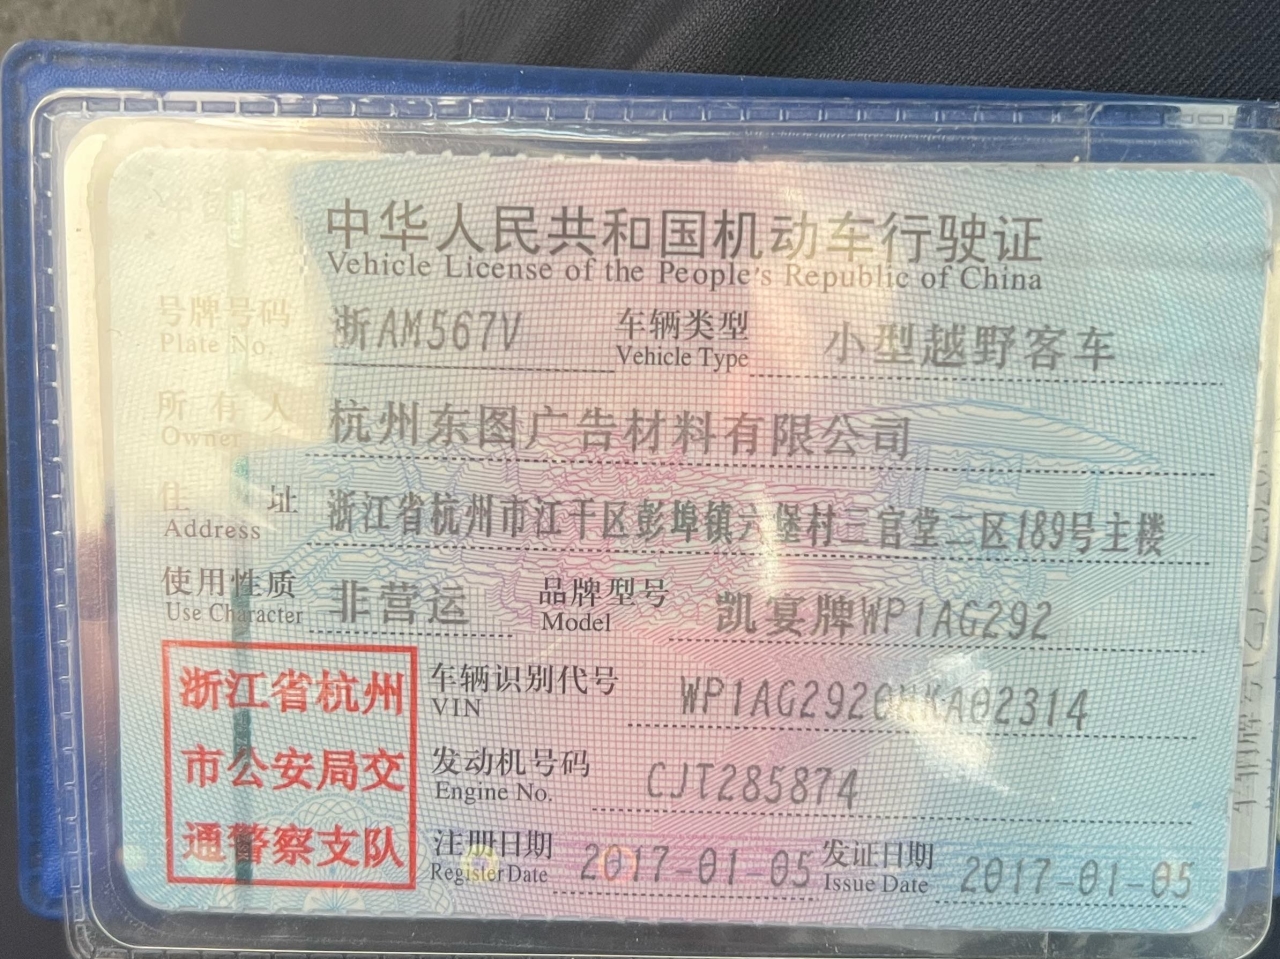 中华人民共和国机动车行驶证
Vehicle License of the People's Republic of China
号牌号码 浙AM567V 车辆类型 小型越野客车
Plate No. Vehicle Type
所有人 杭州东图广告材料有限公司
Owner
住址 浙江省杭州市江干区彭埠镇六堡村三官堂二区189号主楼
Address
使用性质 非营运 品牌型号 凯宴牌WP1AG292
Use Character Model
浙江省杭州
市公安局交
通警察支队
车辆识别代号 WP1AG2920HKA02314
VIN
发动机号码 CJT285874
Engine No.
注册日期 2017-01-05 发证日期 2017-01-05
Register Date Issue Date